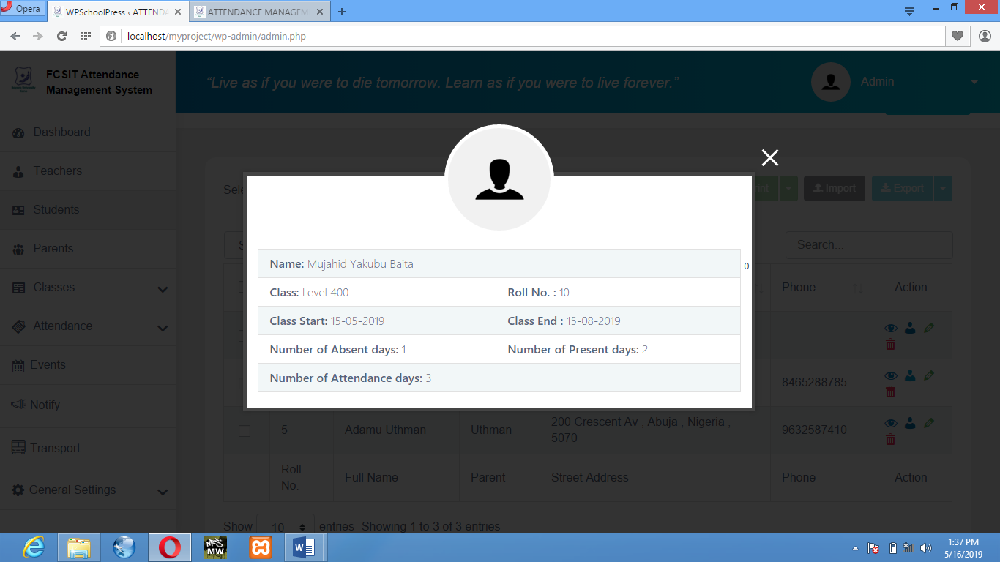 Opera
WPSchoolPress ‹ ATTENDA
ATTENDANCE MANAGEM
localhost/myproject/wp-admin/admin.php
FCSIT Attendance
Management System
“Live as if you were to die tomorrow. Learn as if you were to live forever.”
Admin
Dashboard
Teachers
Students
Parents
Classes
Attendance
Events
Notify
Transport
General Settings
Import
Export
Search...
Name: Mujahid Yakubu Baita
0
Class: Level 400
Roll No. : 10
Class Start: 15-05-2019
Class End : 15-08-2019
Number of Absent days: 1
Number of Present days: 2
Number of Attendance days: 3
Phone
Action
8465288785
5
Adamu Uthman
Uthman
200 Crescent Av , Abuja , Nigeria ,
5070
9632587410
Roll
No.
Full Name
Parent
Street Address
Phone
Action
Show 10 entries Showing 1 to 3 of 3 entries
NFS
MW
1:37 PM
5/16/2019